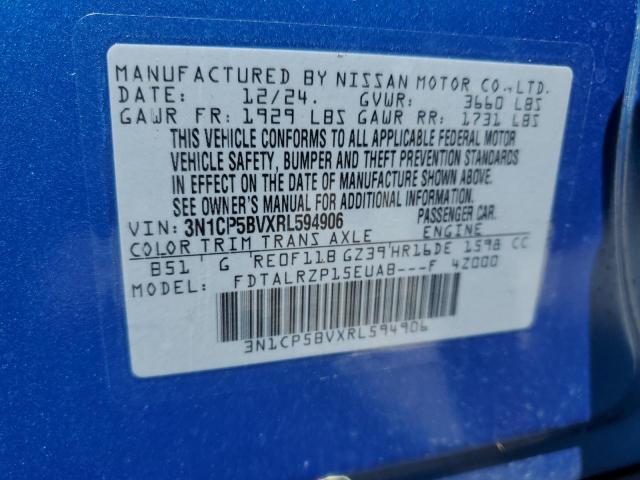 MANUFACTURED BY NISSAN MOTOR CO.,LTD.
DATE: 12/24. GVWR: 3660 LBS
GAWR FR: 1929 LBS GAWR RR: 1731 LBS
THIS VEHICLE CONFORMS TO ALL APPLICABLE FEDERAL MOTOR
VEHICLE SAFETY, BUMPER AND THEFT PREVENTION STANDARDS
IN EFFECT ON THE DATE OF MANUFACTURE SHOWN ABOVE.
SEE OWNER'S MANUAL FOR ADDITIONAL INFORMATION
VIN: 3N1CP5BVXRL594906 PASSENGER CAR.
COLOR TRIM TRANS AXLE ENGINE
B51 G RE0F11B GZ39 HR16DE 1598 CC
MODEL: FDTALRZP15EUAB---F 4Z000
3N1CP5BVXRL594906